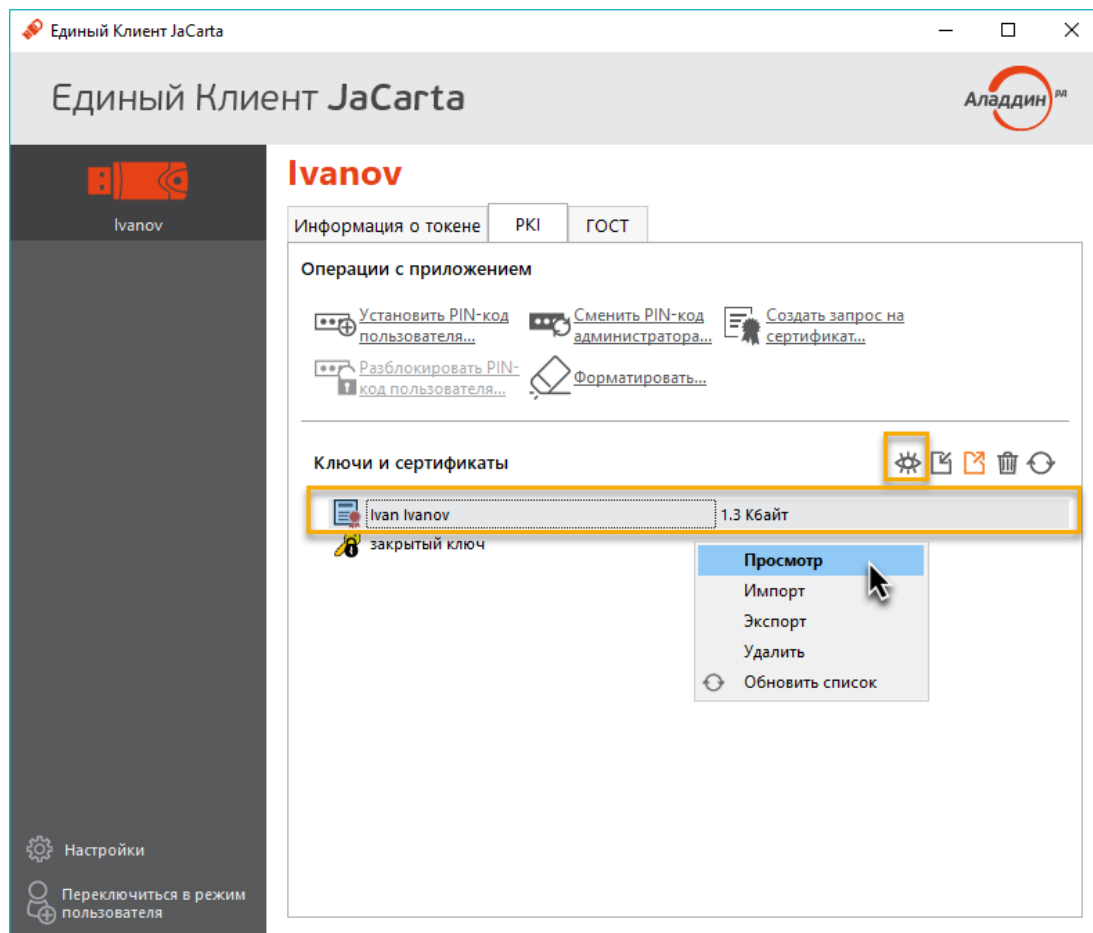 Единый Клиент JaCarta
Единый Клиент JaCarta
Аладдин РД
Ivanov
Ivanov
Информация о токене PKI ГОСТ
Операции с приложением
Установить PIN-код
пользователя...
Сменить PIN-код
администратора...
Создать запрос на
сертификат...
Разблокировать PIN-
код пользователя...
Форматировать...
Ключи и сертификаты
Ivan Ivanov 1.3 Кбайт
закрытый ключ
Просмотр
Импорт
Экспорт
Удалить
Обновить список
Настройки
Переключиться в режим
пользователя